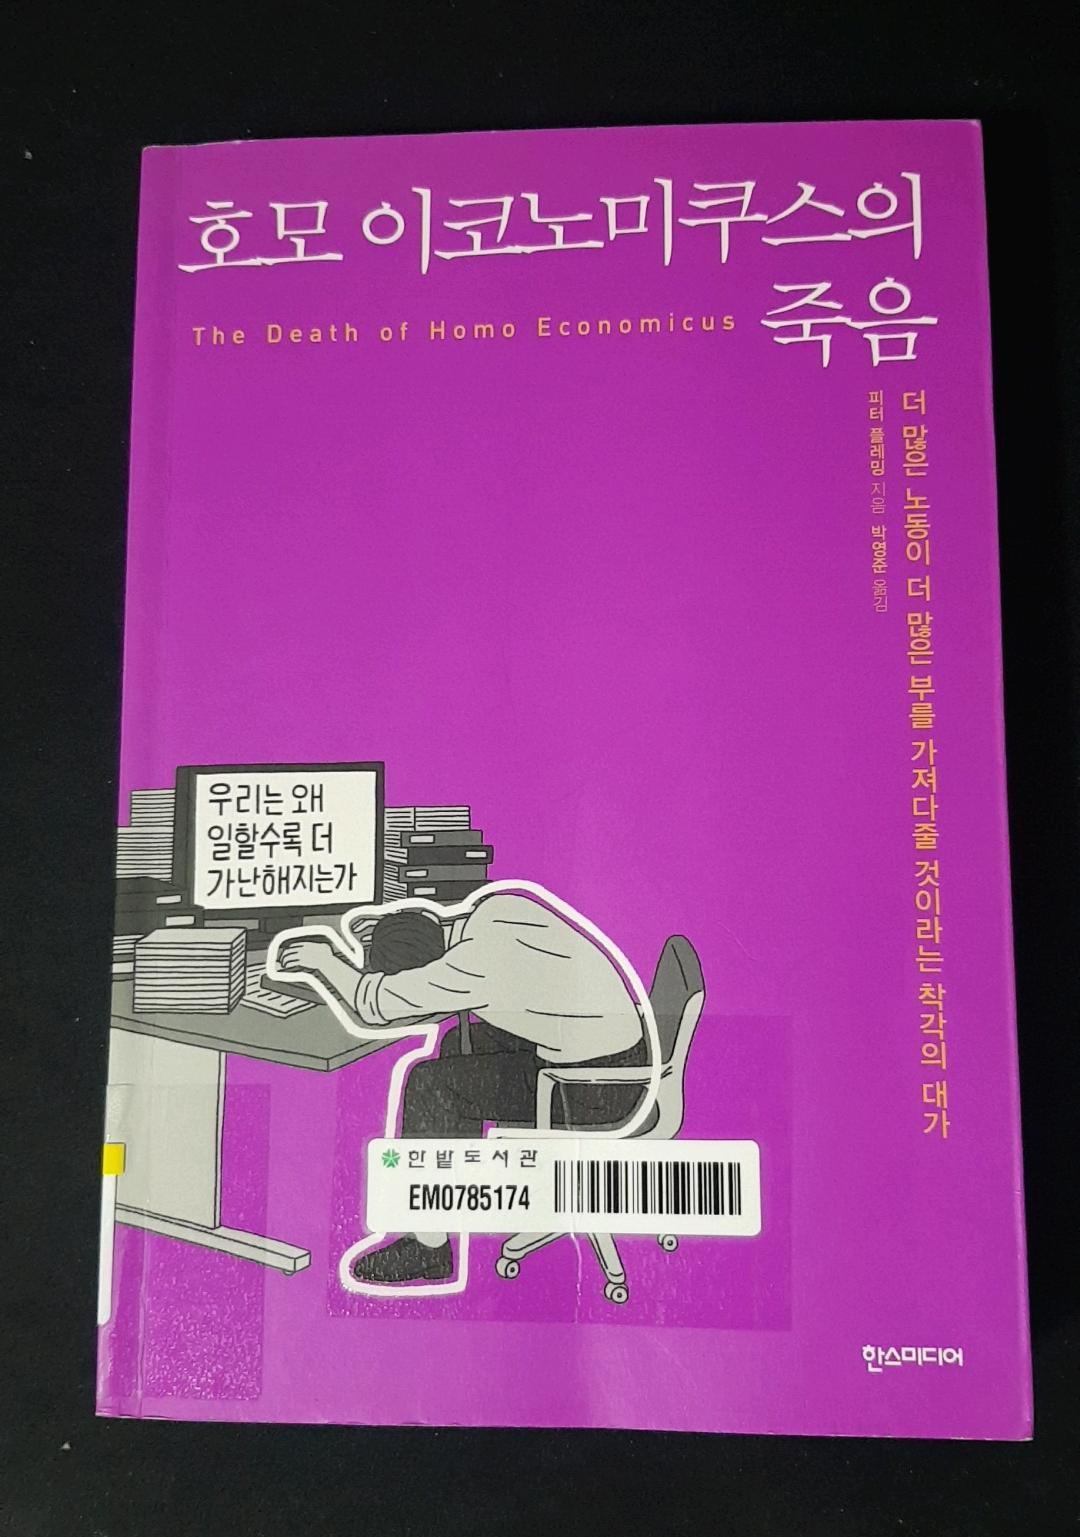 호모 이코노미쿠스의
죽음
The Death of Homo Economicus
더 많은 노동이 더 많은 부를 가져다줄 것이라는 착각의 대가
피터 플레밍 지음 박영준 옮김
우리는 왜
일할수록 더
가난해지는가
한밭도서관
EM0785174
한스미디어